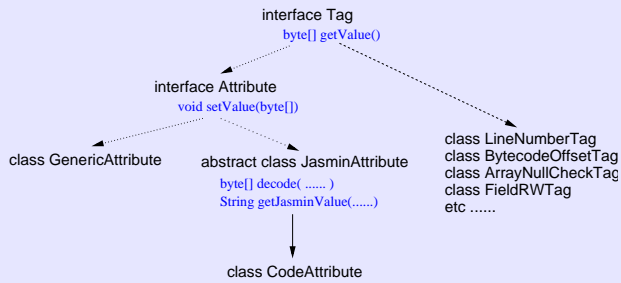 interface Tag
byte[] getValue()
interface Attribute
void setValue(byte[])
class GenericAttribute
abstract class JasminAttribute
byte[] decode( ...... )
String getJasminValue(......)
class LineNumberTag
class BytecodeOffsetTag
class ArrayNullCheckTag
class FieldRWTag
etc ......
class CodeAttribute